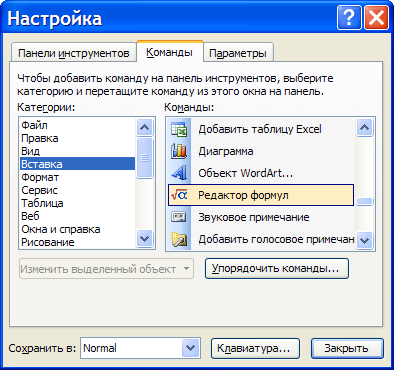 Настройка
Панели инструментов
Команды
Параметры
Чтобы добавить команду на панель инструментов, выберите
категорию и перетащите команду из этого окна на панель.
Категории:
Файл
Правка
Вид
Вставка
Формат
Сервис
Таблица
Веб
Окна и справка
Рисование
Команды:
Добавить таблицу Excel
Диаграмма
Объект WordArt...
Редактор формул
Звуковое примечание
Добавить голосовое примечан
Изменить выделенный объект
Упорядочить команды...
Сохранить в:
Normal
Клавиатура...
Закрыть